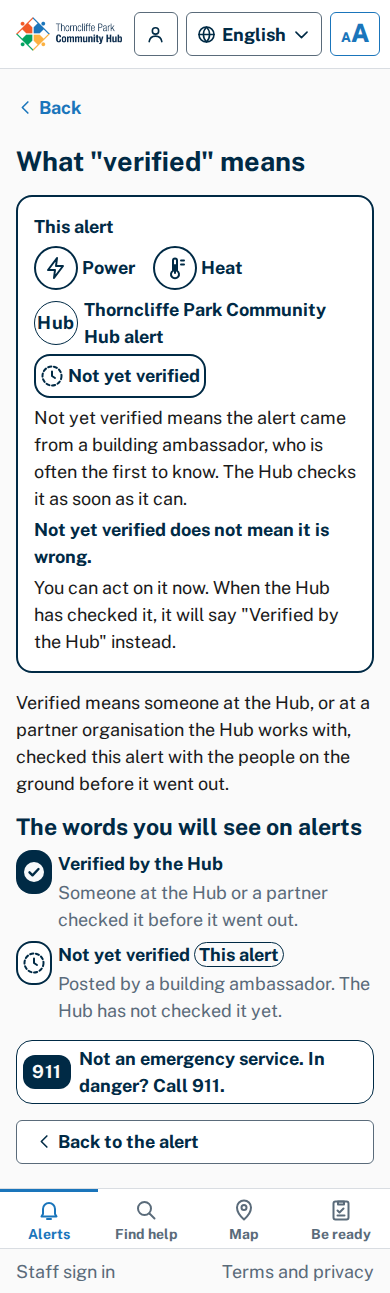 Thorncliffe Park
Community Hub
English
AA
Back
What "verified" means
This alert
Power
Heat
Hub
Thorncliffe Park Community
Hub alert
Not yet verified
Not yet verified means the alert came
from a building ambassador, who is
often the first to know. The Hub checks
it as soon as it can.
Not yet verified does not mean it is
wrong.
You can act on it now. When the Hub
has checked it, it will say "Verified by
the Hub" instead.
Verified means someone at the Hub, or at a
partner organisation the Hub works with,
checked this alert with the people on the
ground before it went out.
The words you will see on alerts
Verified by the Hub
Someone at the Hub or a partner
checked it before it went out.
Not yet verified This alert
Posted by a building ambassador. The
Hub has not checked it yet.
911
Not an emergency service. In
danger? Call 911.
Back to the alert
Alerts
Find help
Map
Be ready
Staff sign in
Terms and privacy